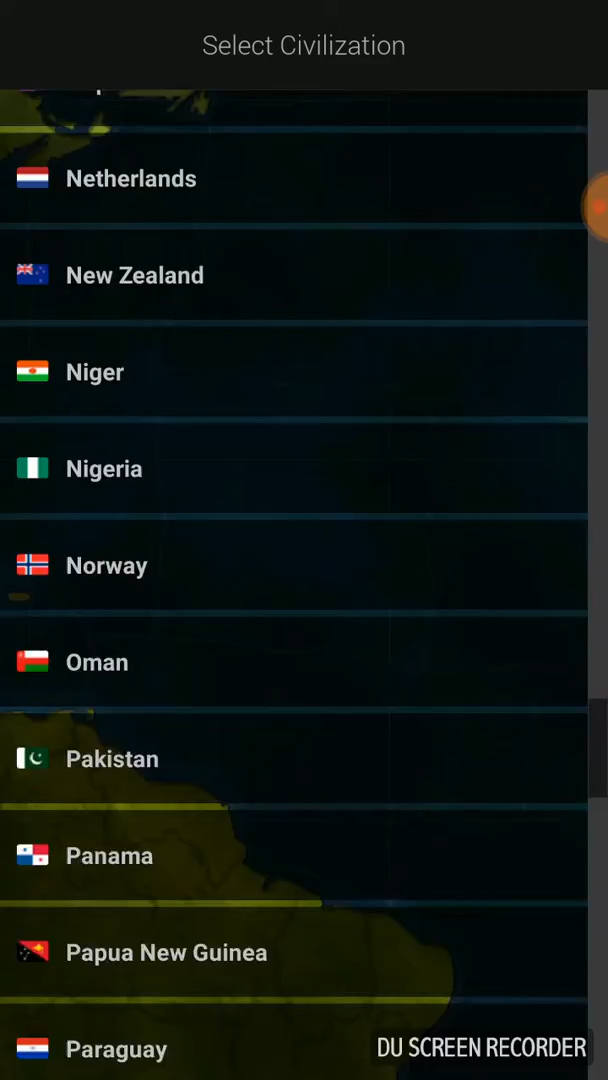 Select Civilization
Netherlands
New Zealand
Niger
Nigeria
Norway
Oman
Pakistan
Panama
Papua New Guinea
Paraguay
DU SCREEN RECORDER